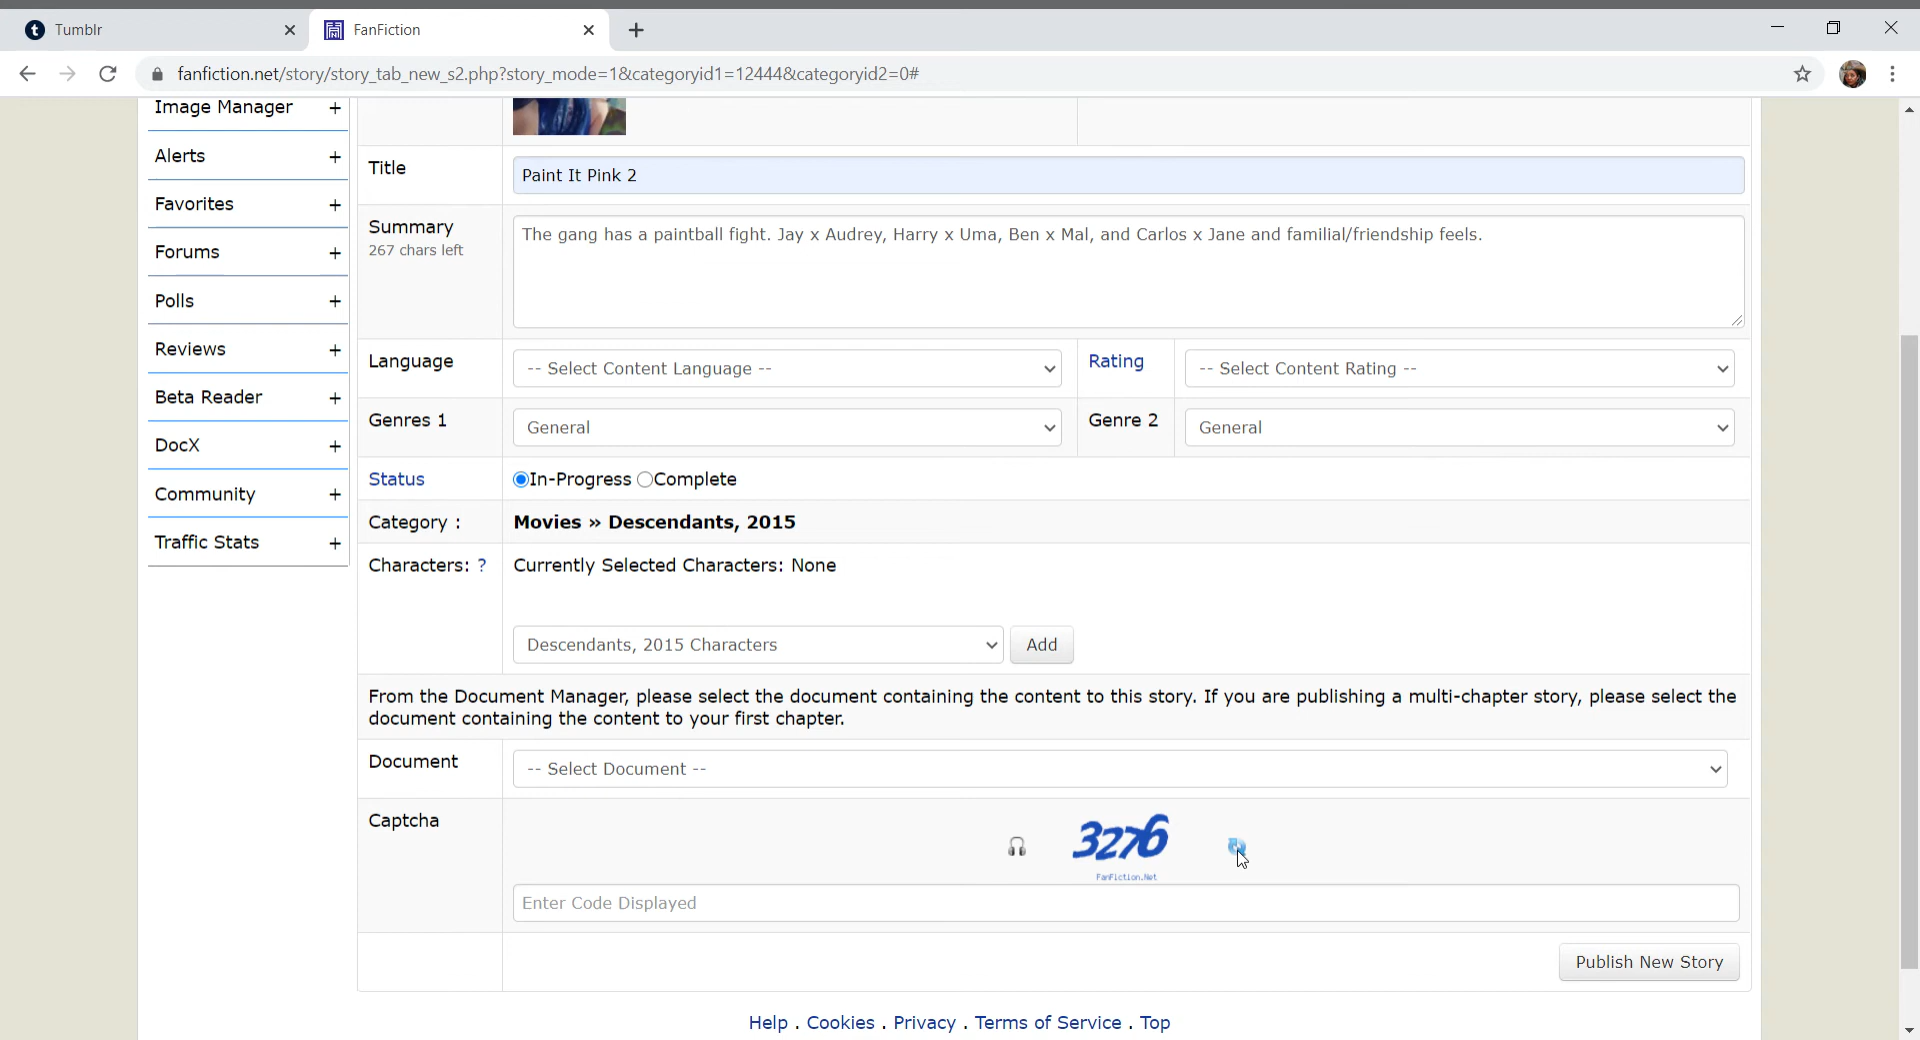 Tumblr
FanFiction
fanfiction.net/story/story_tab_new_s2.php?story_mode=1&categoryid1=12444&categoryid2=0#
Image Manager +
Alerts +
Favorites +
Forums +
Polls +
Reviews +
Beta Reader +
DocX +
Community +
Traffic Stats +
Title
Paint It Pink 2
Summary
267 chars left
The gang has a paintball fight. Jay x Audrey, Harry x Uma, Ben x Mal, and Carlos x Jane and familial/friendship feels.
Language
-- Select Content Language --
Rating
-- Select Content Rating --
Genres 1
General
Genre 2
General
Status
In-Progress Complete
Category :
Movies » Descendants, 2015
Characters: ?
Currently Selected Characters: None
Descendants, 2015 Characters
Add
From the Document Manager, please select the document containing the content to this story. If you are publishing a multi-chapter story, please select the
document containing the content to your first chapter.
Document
-- Select Document --
Captcha
3276
FanFiction.Net
Enter Code Displayed
Publish New Story
Help . Cookies . Privacy . Terms of Service . Top